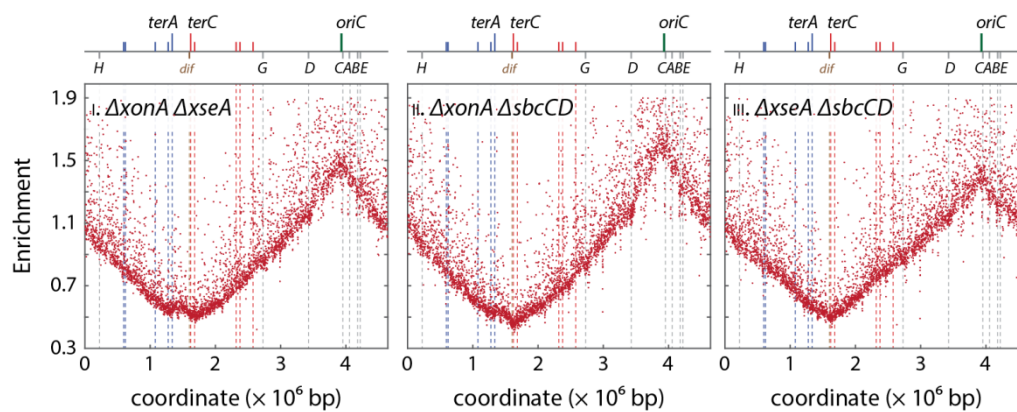 terA terC oriC
H dif G D CABE
terA terC oriC
H dif G D CABE
terA terC oriC
H dif G D CABE
Enrichment
1.9
1.5
1.1
0.7
0.3
i. ΔxonA ΔxseA
ii. ΔxonA ΔsbcCD
iii. ΔxseA ΔsbcCD
0 1 2 3 4
0 1 2 3 4
0 1 2 3 4
coordinate (× 10⁶ bp)
coordinate (× 10⁶ bp)
coordinate (× 10⁶ bp)